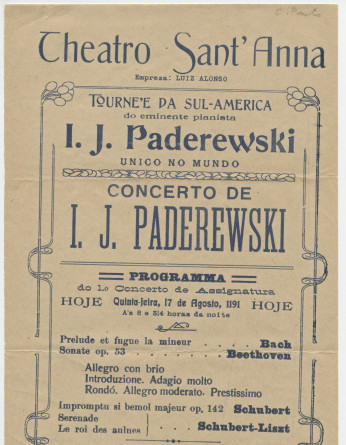 Theatro Sant'Anna
Empreza: LUIZ ALONSO
TOURNE'E DA SUL-AMERICA
do eminente pianista
I. J. Paderewski
UNICO NO MUNDO
CONCERTO DE
I. J. PADEREWSKI
PROGRAMMA
do 1.o Concerto de Assignatura
HOJE Quinta-feira, 17 de Agosto, 1191 HOJE
A's 8 e 3/4 horas da noite
Prelude et fugue la mineur Bach
Sonate op. 53 Beethoven
Allegro con brio
Introduzione. Adagio molto
Rondó. Allegro moderato. Prestissimo
Impromptu si bemol majeur op. 142 Schubert
Serenade
Le roi des aulnes Schubert-Liszt